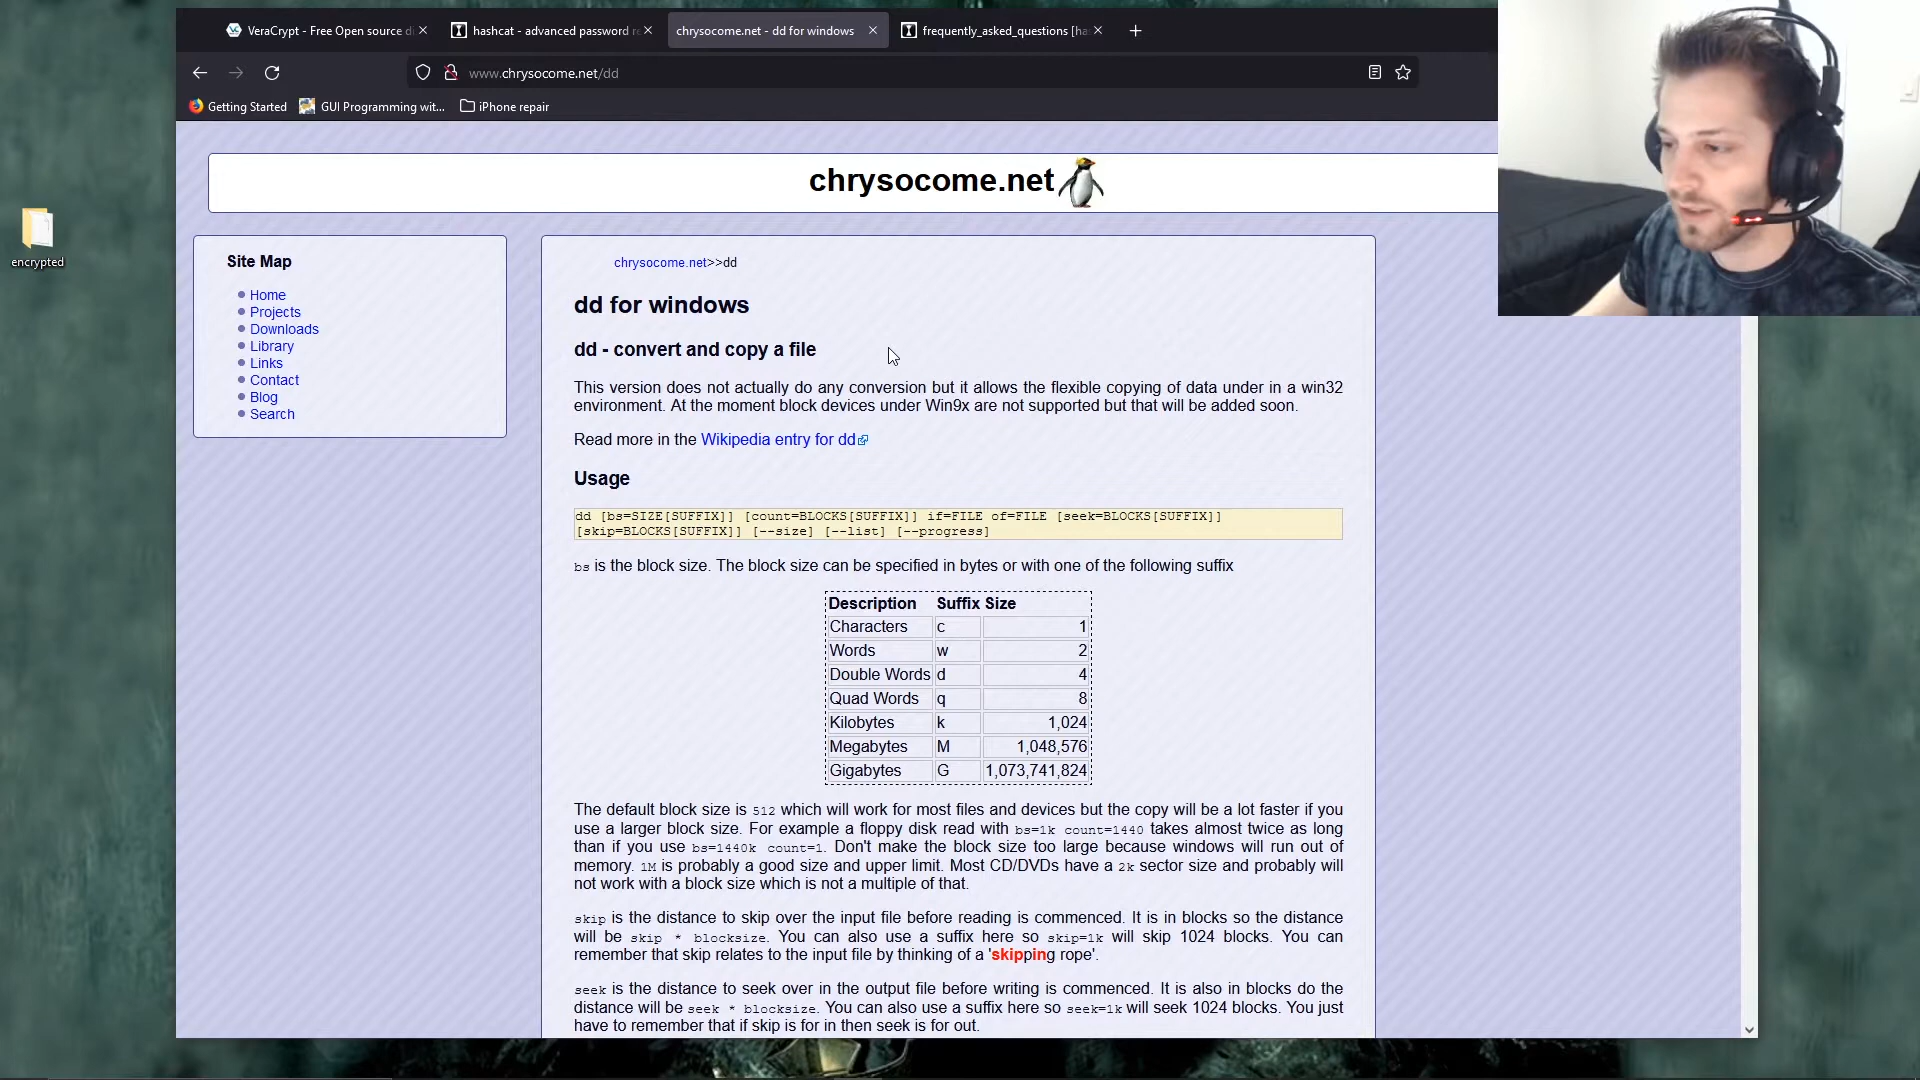 VeraCrypt - Free Open source di
hashcat - advanced password re
chrysocome.net - dd for windows
frequently_asked_questions [ha
www.chrysocome.net/dd
Getting Started
GUI Programming wit...
iPhone repair
chrysocome.net
encrypted
Site Map
Home
Projects
Downloads
Library
Links
Contact
Blog
Search
chrysocome.net>>dd
dd for windows
dd - convert and copy a file
This version does not actually do any conversion but it allows the flexible copying of data under in a win32
environment. At the moment block devices under Win9x are not supported but that will be added soon.
Read more in the Wikipedia entry for dd
Usage
dd [bs=SIZE[SUFFIX]] [count=BLOCKS[SUFFIX]] if=FILE of=FILE [seek=BLOCKS[SUFFIX]]
[skip=BLOCKS[SUFFIX]] [--size] [--list] [--progress]
bs is the block size. The block size can be specified in bytes or with one of the following suffix
Description Suffix Size
Characters c 1
Words w 2
Double Words d 4
Quad Words q 8
Kilobytes k 1,024
Megabytes M 1,048,576
Gigabytes G 1,073,741,824
The default block size is 512 which will work for most files and devices but the copy will be a lot faster if you
use a larger block size. For example a floppy disk read with bs=1k count=1440 takes almost twice as long
than if you use bs=1440k count=1. Don't make the block size too large because windows will run out of
memory. 1M is probably a good size and upper limit. Most CD/DVDs have a 2k sector size and probably will
not work with a block size which is not a multiple of that.
skip is the distance to skip over the input file before reading is commenced. It is in blocks so the distance
will be skip * blocksize. You can also use a suffix here so skip=1k will skip 1024 blocks. You can
remember that skip relates to the input file by thinking of a 'skipping rope'.
seek is the distance to seek over in the output file before writing is commenced. It is also in blocks do the
distance will be seek * blocksize. You can also use a suffix here so seek=1k will seek 1024 blocks. You just
have to remember that if skip is for in then seek is for out.